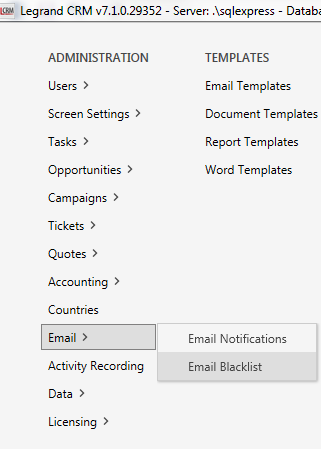 LCRM Legrand CRM v7.1.0.29352 - Server: .\sqlexpress - Databa
ADMINISTRATION
Users >
Screen Settings >
Tasks >
Opportunities >
Campaigns >
Tickets >
Quotes >
Accounting >
Countries
Email >
Activity Recording
Data >
Licensing >
TEMPLATES
Email Templates
Document Templates
Report Templates
Word Templates
Email Notifications
Email Blacklist